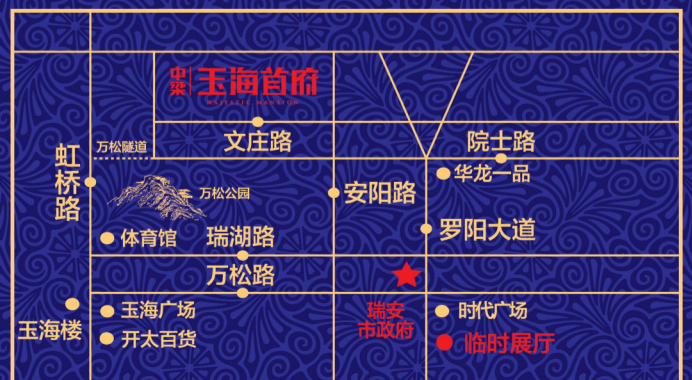 中梁
玉海首府
MAJESTIC MANSION
文庄路
院士路
万松隧道
虹桥路
华龙一品
万松公园
安阳路
体育馆
瑞湖路
罗阳大道
万松路
玉海楼
玉海广场
瑞安
市政府
时代广场
开太百货
临时展厅